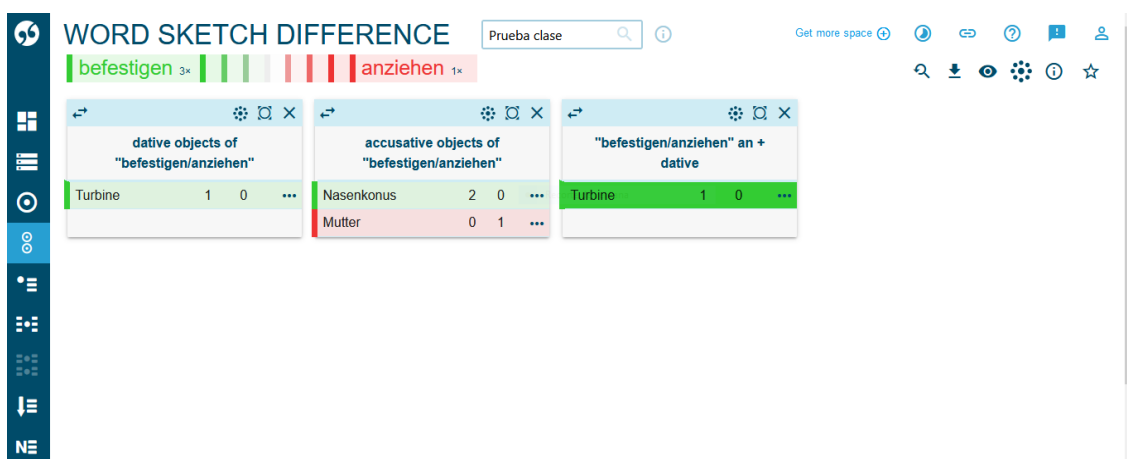 WORD SKETCH DIFFERENCE
Prueba clase
Get more space
befestigen 3×
anziehen 1×
dative objects of
"befestigen/anziehen"
Turbine 1 0
accusative objects of
"befestigen/anziehen"
Nasenkonus 2 0
Mutter 0 1
"befestigen/anziehen" an +
dative
Turbine 1 0
N